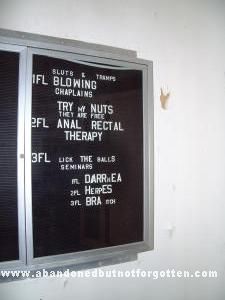 SLUTS & TRAMPS
1FL BLOWING
CHAPLAINS
TRY MY NUTS
THEY ARE FREE
2FL ANAL RECTAL
THERAPY
3FL LICK THE BALLS
SEMINARS
1FL DARRHEA
2FL HERPES
3FL BRA ITCH
www.abandonedbutnotforgotten.com